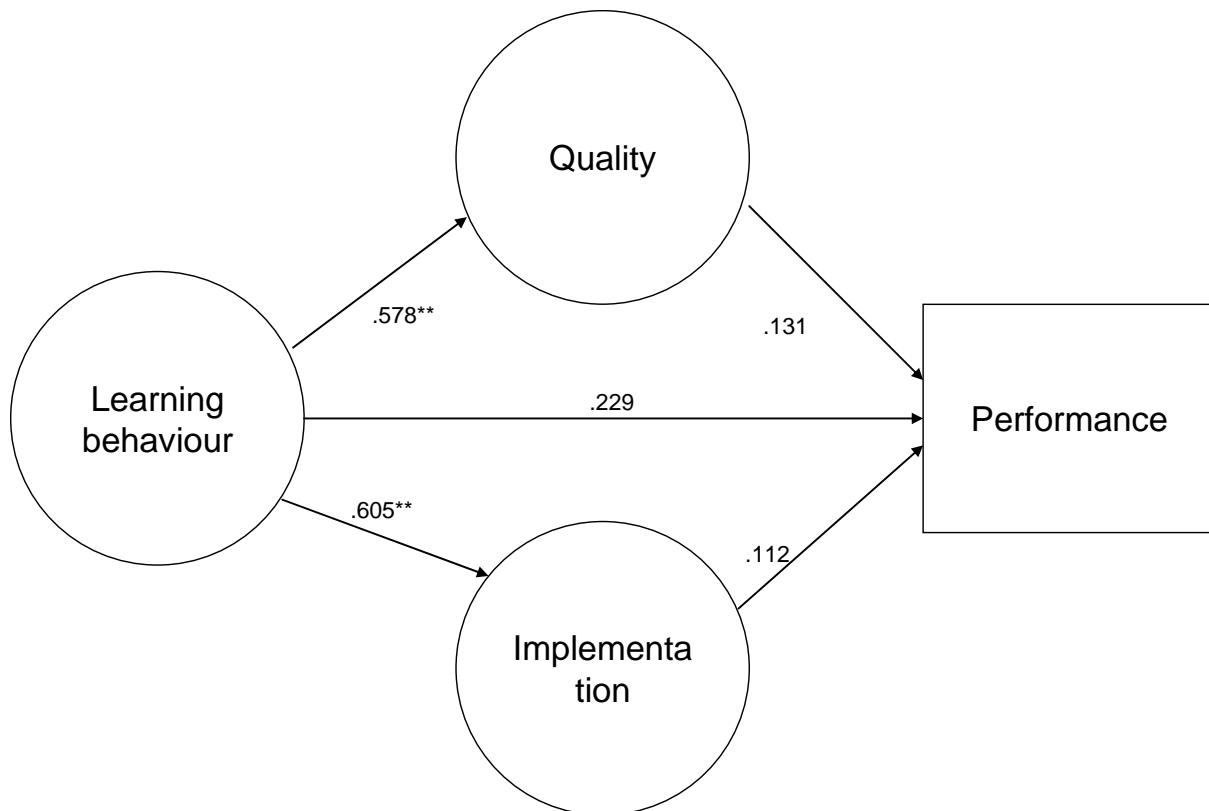 Quality
.578**
.131
Learning
behaviour
.229
Performance
.605**
.112
Implementa
tion